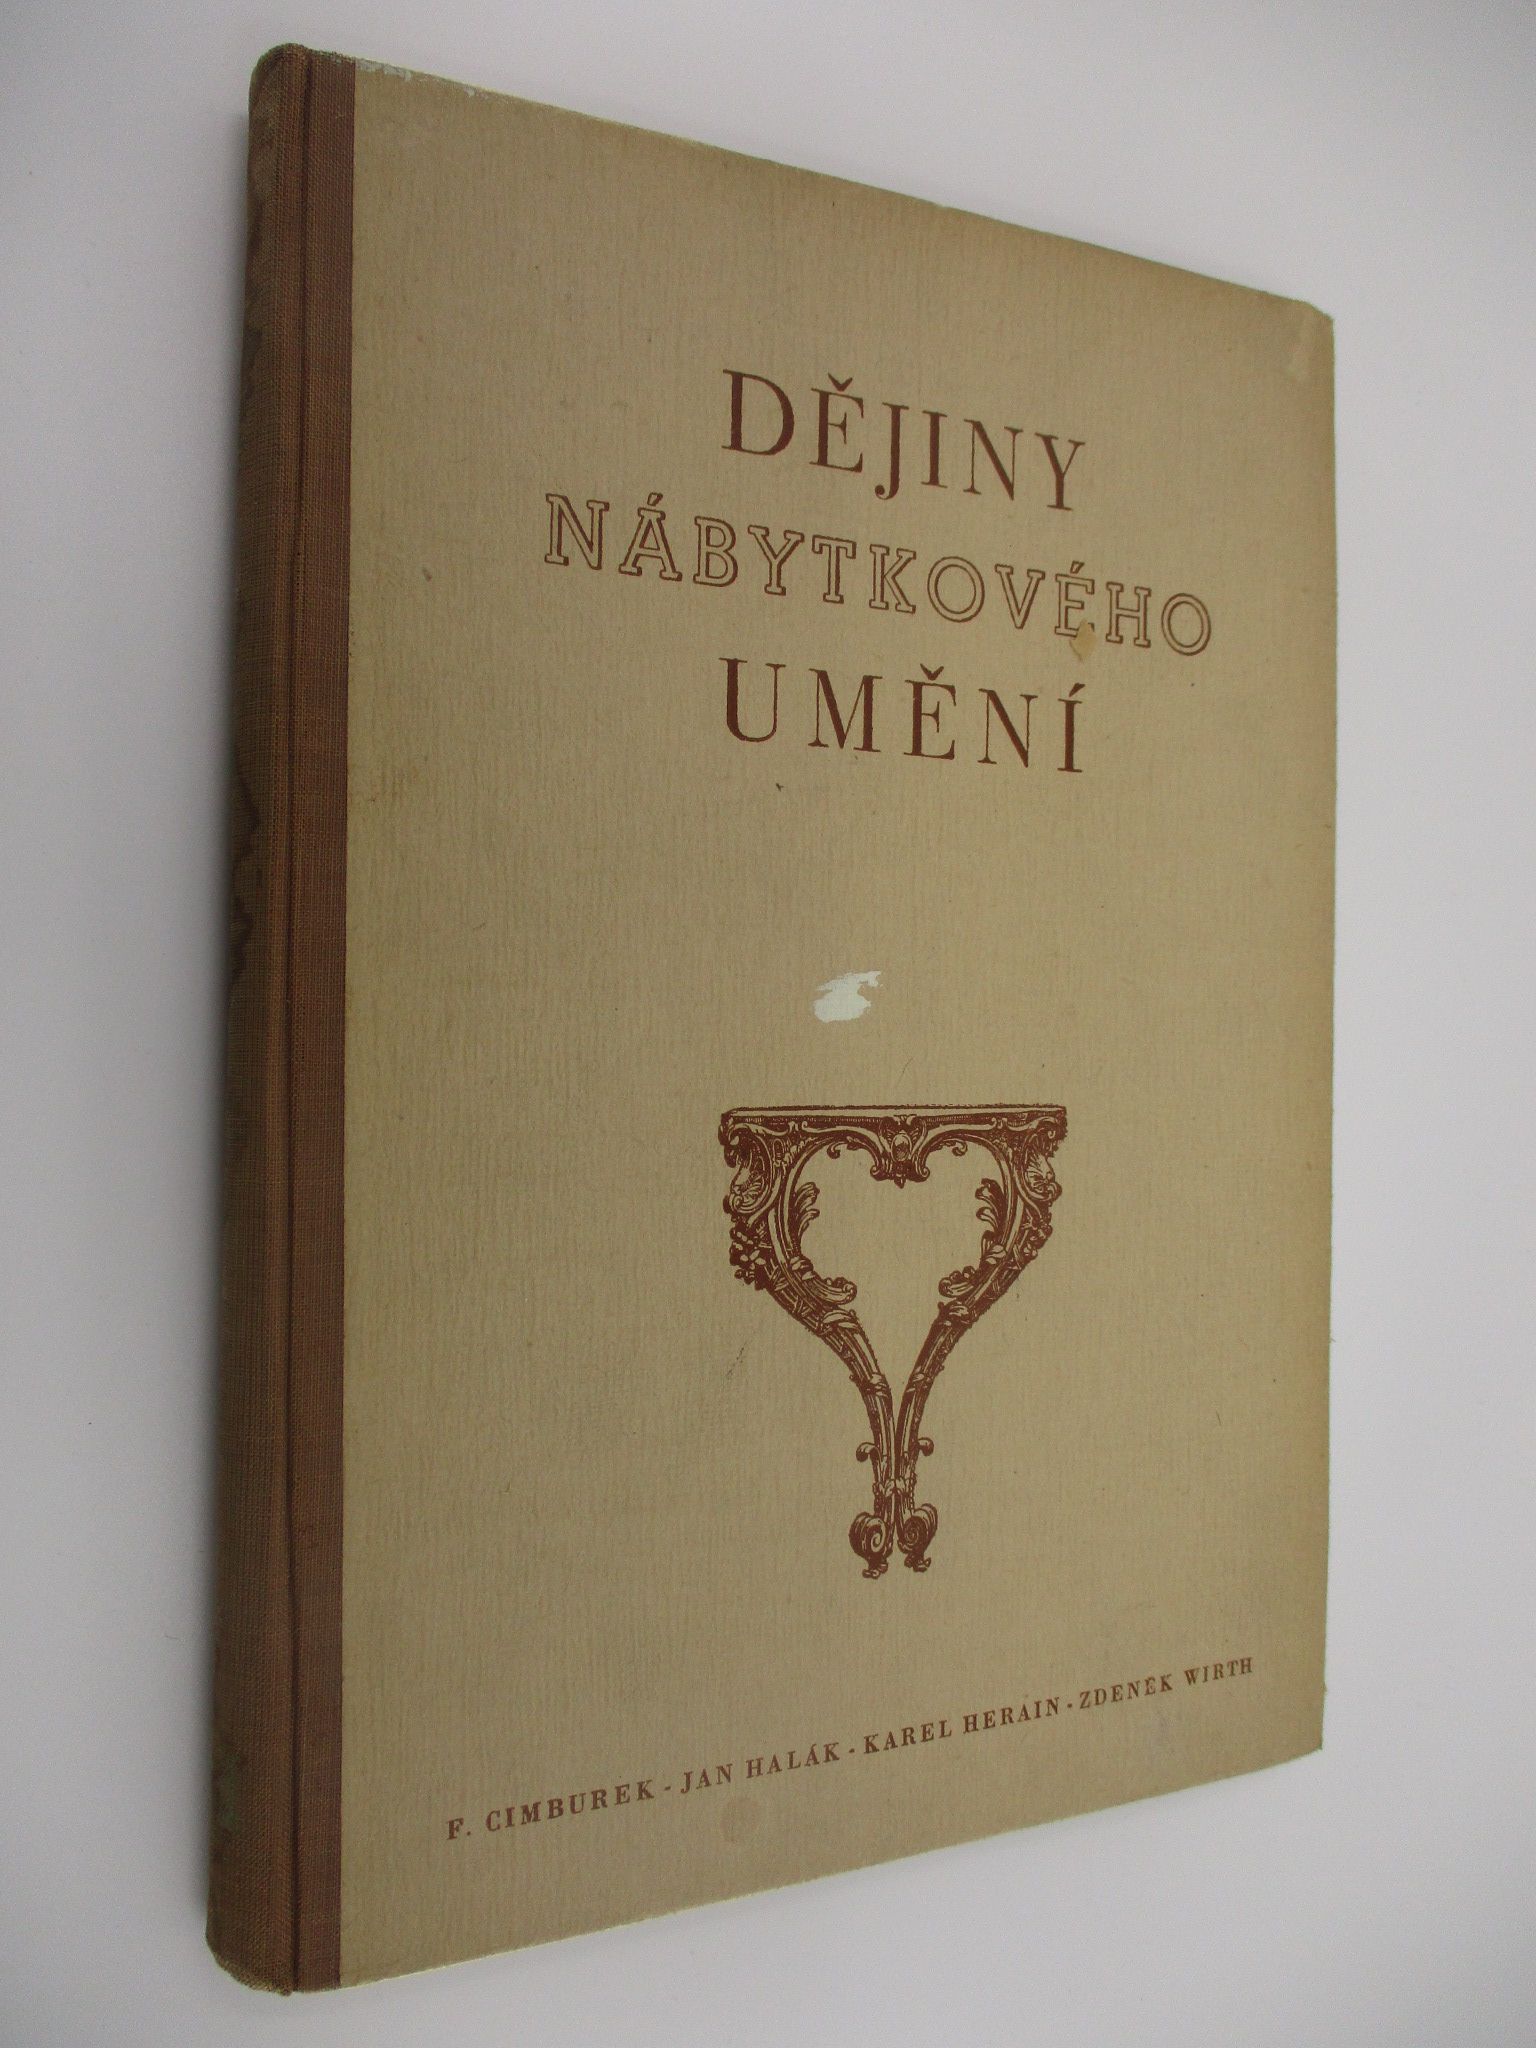 DĚJINY
NÁBYTKOVÉHO
UMĚNÍ
F. CIMBUREK - JAN HALÁK - KAREL HERAIN - ZDENĚK WIRTH